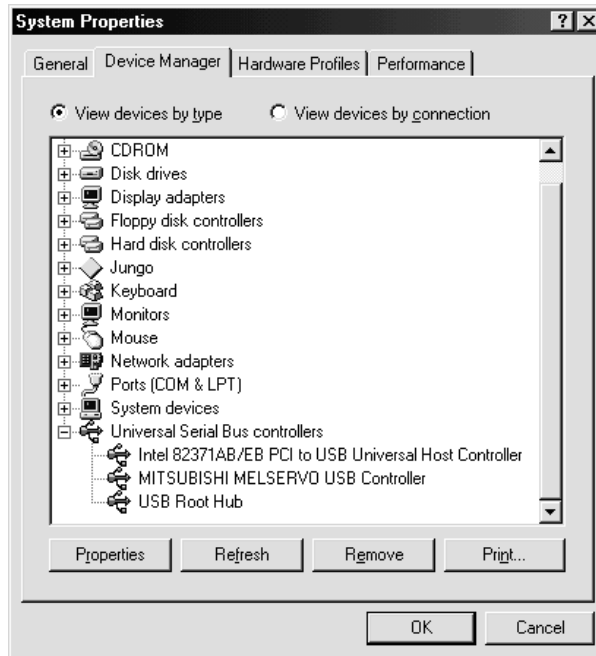 System Properties
General
Device Manager
Hardware Profiles
Performance
View devices by type
View devices by connection
CDROM
Disk drives
Display adapters
Floppy disk controllers
Hard disk controllers
Jungo
Keyboard
Monitors
Mouse
Network adapters
Ports (COM & LPT)
System devices
Universal Serial Bus controllers
Intel 82371AB/EB PCI to USB Universal Host Controller
MITSUBISHI MELSERVO USB Controller
USB Root Hub
Properties
Refresh
Remove
Print...
OK
Cancel